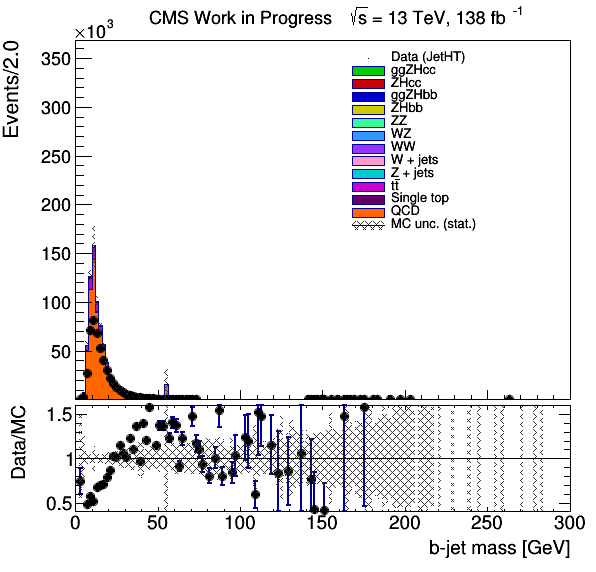 CMS Work in Progress √s = 13 TeV, 138 fb -1
×10³
Events/2.0
350
300
250
200
150
100
50
Data (JetHT)
ggZHcc
ZHcc
ggZHbb
ZHbb
ZZ
WZ
WW
W + jets
Z + jets
tt̄
Single top
QCD
MC unc. (stat.)
Data/MC
1.5
1
0.5
0 50 100 150 200 250 300
b-jet mass [GeV]